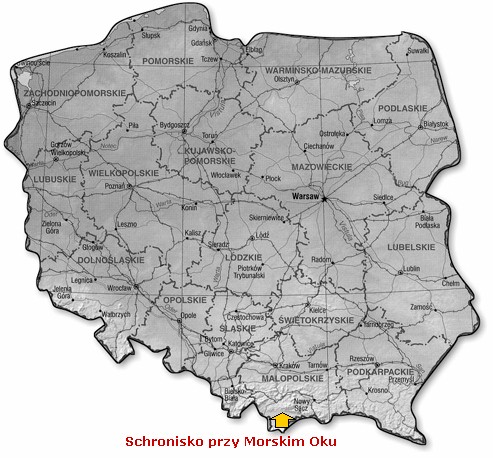 Gdynia
Słupsk
Gdańsk
Koszalin
Elbląg
Suwałki
POMORSKIE
Tczew
WARMIŃSKO-MAZURSKIE
Olsztyn
ZACHODNIOPOMORSKIE
Szczecin
PODLASKIE
Łomza
Białystok
Piła
Bydgoszcz
Toruń
Ostrołęka
Ciechanów
Gorzów
Wielkopolski
Noteć
KUJAWSKO-
POMORSKIE
MAZOWIECKIE
Narew
LUBUSKIE
WIELKOPOLSKIE
Włocławek
Płock
Bug
Poznań
Warsaw
Warta
Konin
Siedlce
Skierniewice
Biała
Podlaska
Zielona
Góra
Leszno
Kalisz
Sieradz
Łódź
ŁÓDZKIE
LUBELSKIE
Głogów
DOLNOŚLĄSKIE
Piotrków
Trybunalski
Radom
Lublin
Chełm
Legnica
Wrocław
Jelenia
Góra
OPOLSKIE
Zamość
Wałbrzych
Opole
Częstochowa
Kielce
ŚWIĘTOKRZYSKIE
Tarnobrzeg
ŚLĄSKIE
Bytom
Katowice
Gliwice
Kraków
Tarnów
Rzeszów
PODKARPACKIE
Przemyśl
MAŁOPOLSKIE
Bielsko-
Biała
Nowy
Sącz
Krosno
Schronisko przy Morskim Oku